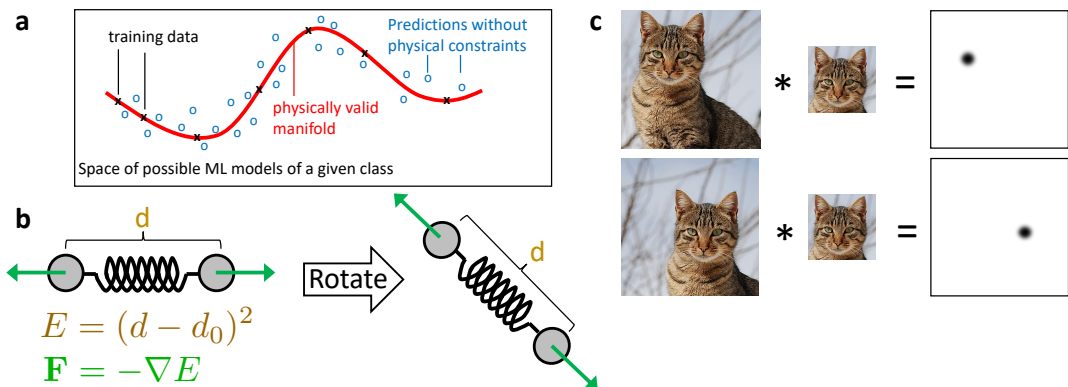 a
training data
Predictions without
physical constraints
physically valid
manifold
Space of possible ML models of a given class
b
d
E = (d − d₀)²
F = −∇E
Rotate
d
c
* =
* =